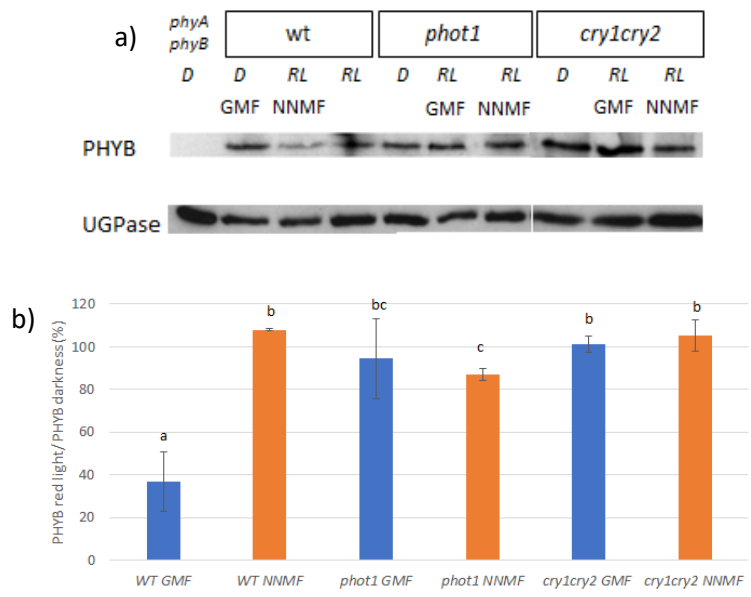 a)
phyA
phyB
wt
phot1
cry1cry2
D D RL RL D RL RL D RL RL
GMF NNMF GMF NNMF GMF NNMF
PHYB
UGPase
b)
PHYB red light/ PHYB darkness(%)
120
100
80
60
40
20
0
a
b
bc
c
b
b
WT GMF
WT NNMF
phot1 GMF
phot1 NNMF
cry1cry2 GMF
cry1cry2 NNMF